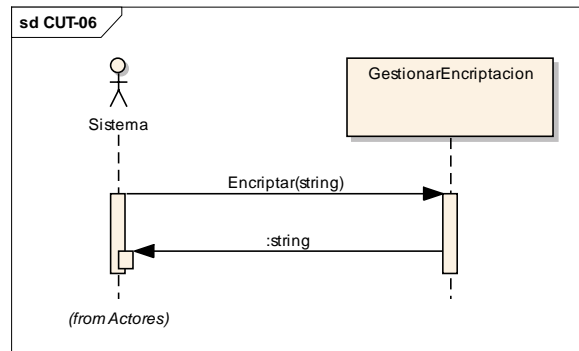 sd CUT-06
Sistema
GestionarEncriptacion
Encriptar(string)
:string
(from Actores)